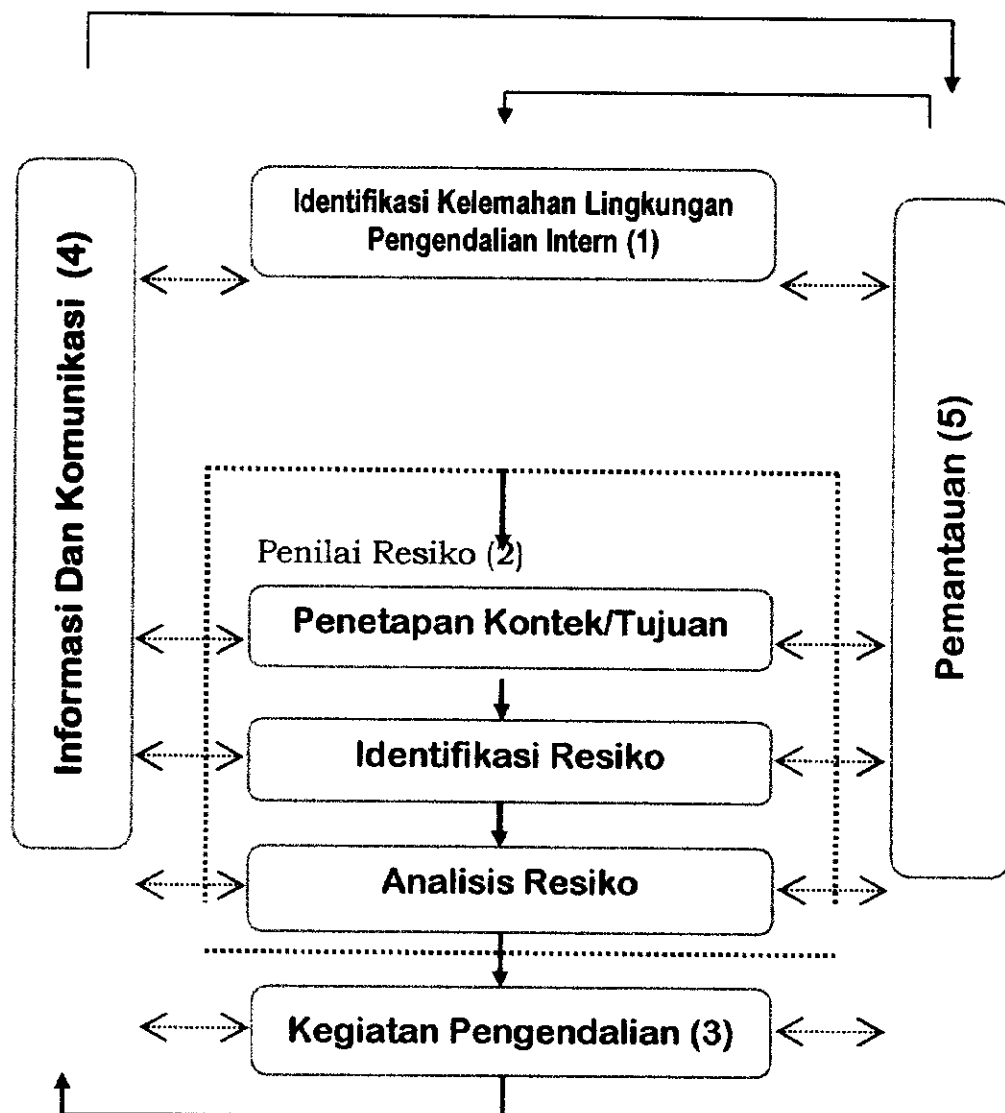 Identifikasi Kelemahan Lingkungan
Pengendalian Intern (1)
Informasi Dan Komunikasi (4)
Pemantauan (5)
Penilai Resiko (2)
Penetapan Kontek/Tujuan
Identifikasi Resiko
Analisis Resiko
Kegiatan Pengendalian (3)